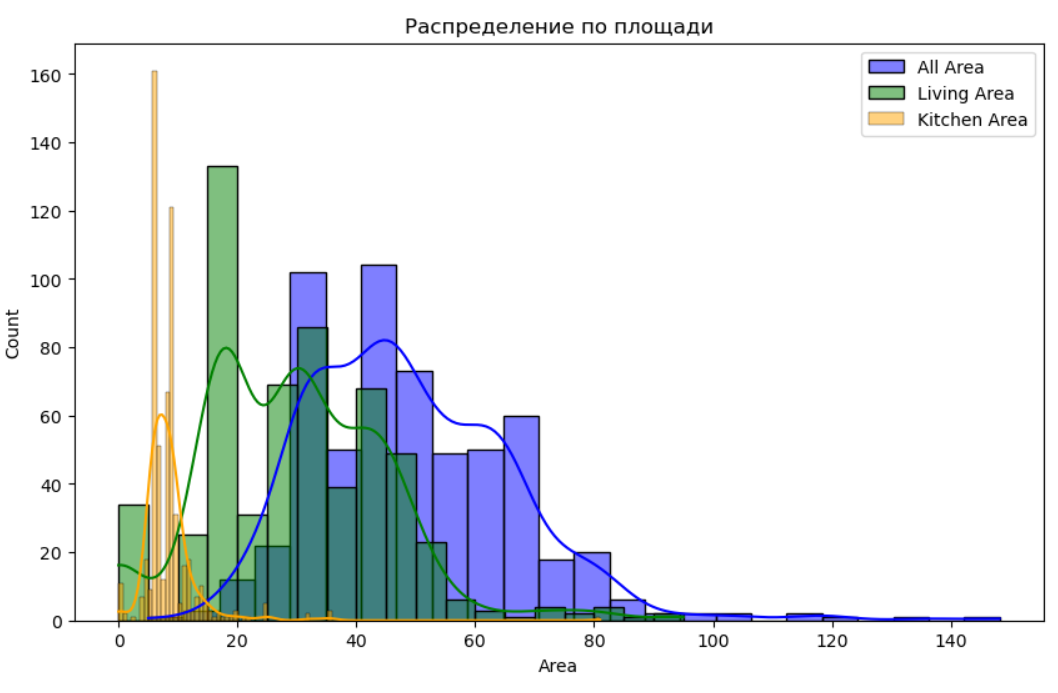 Распределение по площади
All Area
Living Area
Kitchen Area
160
140
120
100
80
60
40
20
0
Count
0 20 40 60 80 100 120 140
Area